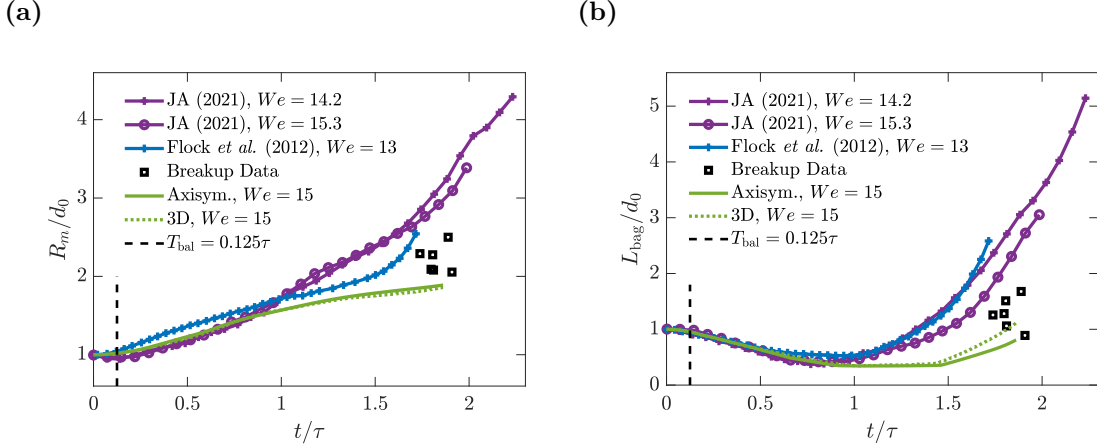 (a)
R_m/d_0
4
3
2
1
JA (2021), We = 14.2
JA (2021), We = 15.3
Flock et al. (2012), We = 13
Breakup Data
Axisym., We = 15
3D, We = 15
T_bal = 0.125τ
0 0.5 1 1.5 2
t/τ
(b)
L_bag/d_0
5
4
3
2
1
0
JA (2021), We = 14.2
JA (2021), We = 15.3
Flock et al. (2012), We = 13
Breakup Data
Axisym., We = 15
3D, We = 15
T_bal = 0.125τ
0 0.5 1 1.5 2
t/τ